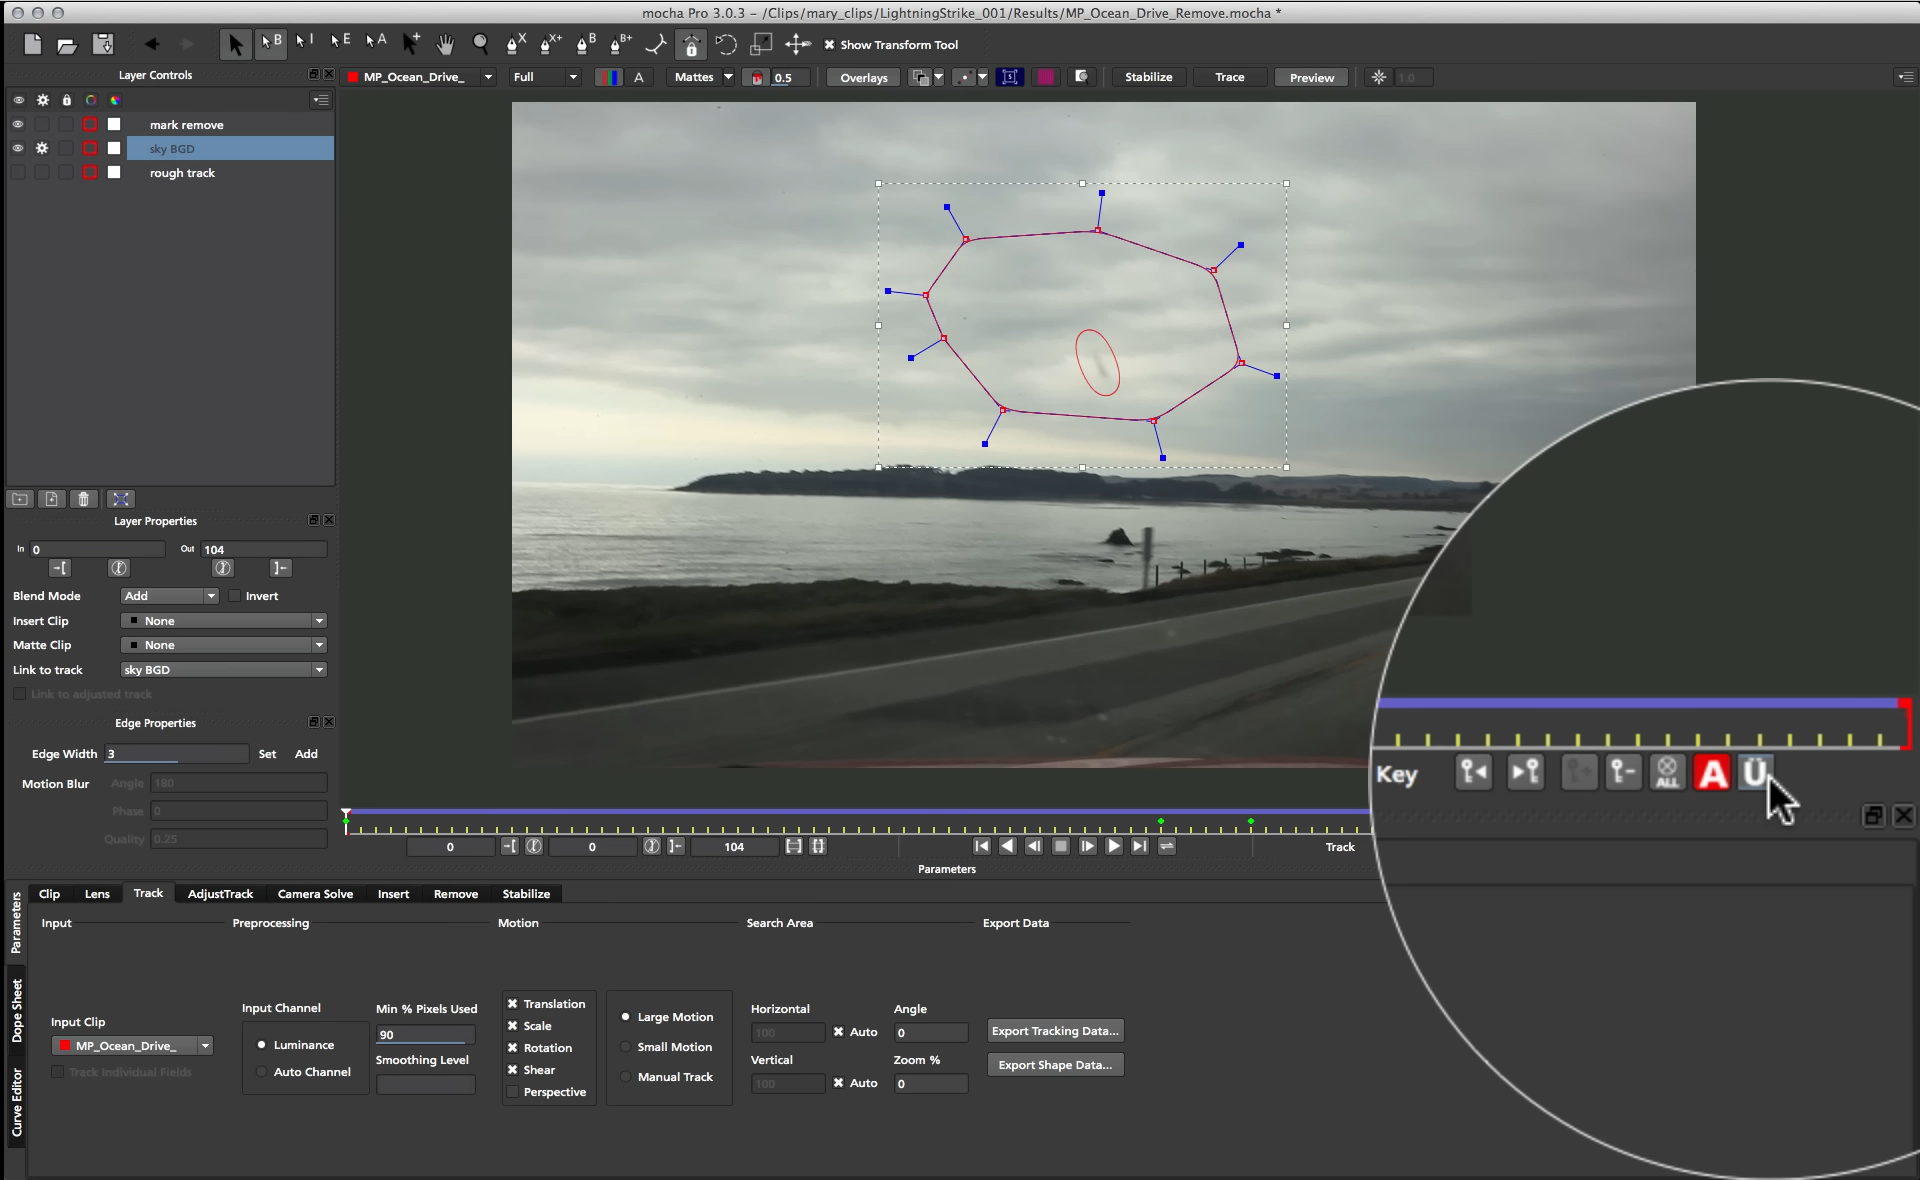 mocha Pro 3.0.3 – /Clips/mary_clips/LightningStrike_001/Results/MP_Ocean_Drive_Remove.mocha *
B I E A X X+ B B+ Show Transform Tool
Layer Controls
MP_Ocean_Drive_ Full A Mattes 0.5 Overlays Stabilize Trace Preview 1.0
mark remove
sky BGD
rough track
Layer Properties
In 0 Out 104
Blend Mode Add Invert
Insert Clip None
Matte Clip None
Link to track sky BGD
Link to adjusted track
Edge Properties
Edge Width 3 Set Add
Motion Blur Angle 180
Phase 0
Quality 0.25
Key ALL A Ü
0 0 104 Track
Parameters
Parameters
Dope Sheet
Curve Editor
Clip Lens Track AdjustTrack Camera Solve Insert Remove Stabilize
Input Preprocessing Motion Search Area Export Data
Input Clip
MP_Ocean_Drive_
Track Individual Fields
Input Channel
Luminance
Auto Channel
Min % Pixels Used
90
Smoothing Level
Translation
Scale
Rotation
Shear
Perspective
Large Motion
Small Motion
Manual Track
Horizontal Angle
100 Auto 0
Vertical Zoom %
100 Auto 0
Export Tracking Data...
Export Shape Data...